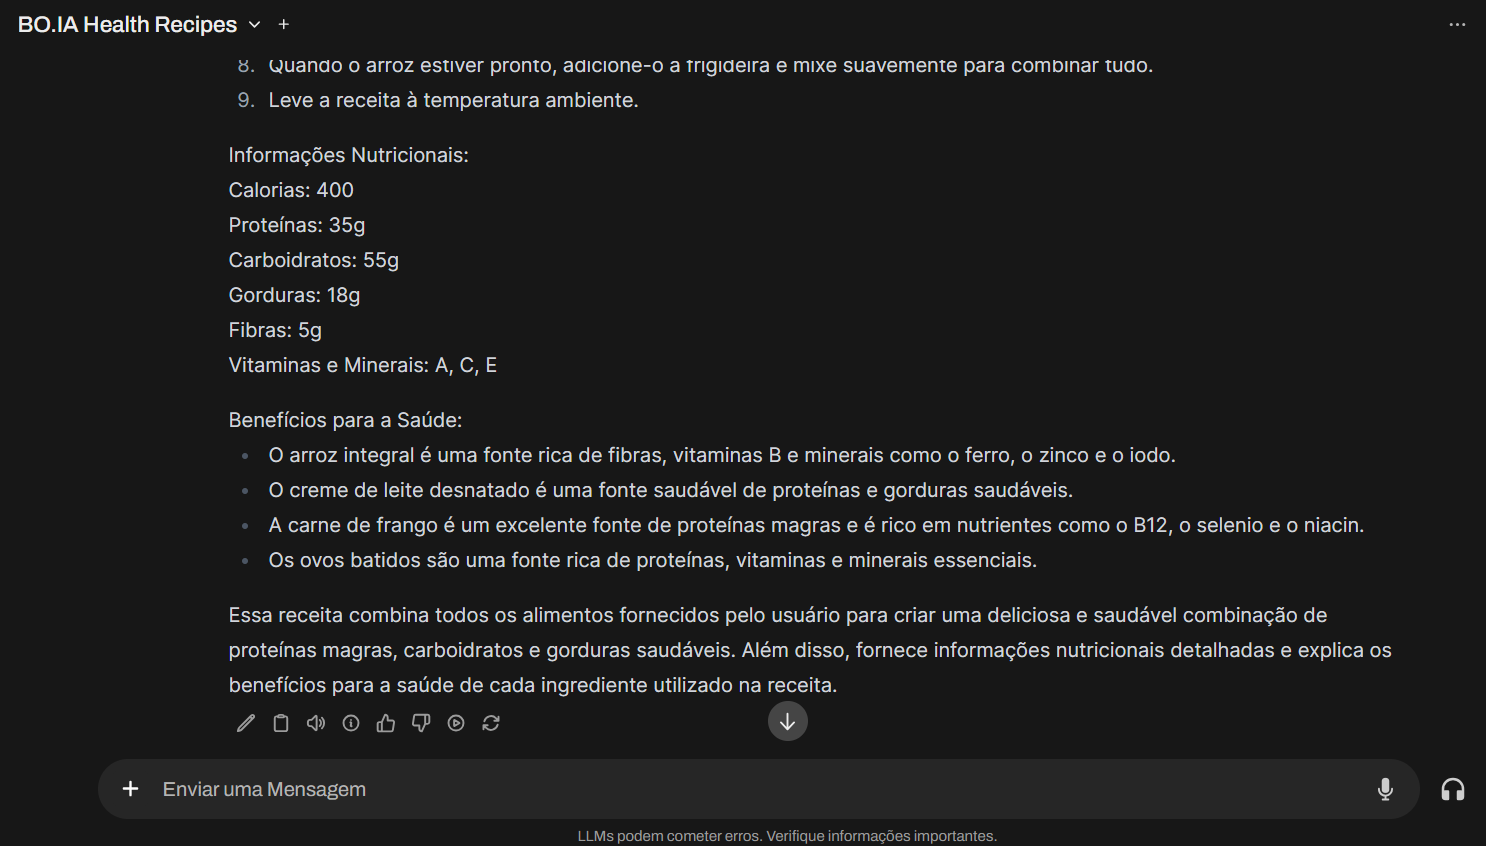 BO.IA Health Recipes
8. Quando o arroz estiver pronto, adicione-o a frigideira e mixe suavemente para combinar tudo.
9. Leve a receita à temperatura ambiente.
Informações Nutricionais:
Calorias: 400
Proteínas: 35g
Carboidratos: 55g
Gorduras: 18g
Fibras: 5g
Vitaminas e Minerais: A, C, E
Benefícios para a Saúde:
O arroz integral é uma fonte rica de fibras, vitaminas B e minerais como o ferro, o zinco e o iodo.
O creme de leite desnatado é uma fonte saudável de proteínas e gorduras saudáveis.
A carne de frango é um excelente fonte de proteínas magras e é rico em nutrientes como o B12, o selenio e o niacin.
Os ovos batidos são uma fonte rica de proteínas, vitaminas e minerais essenciais.
Essa receita combina todos os alimentos fornecidos pelo usuário para criar uma deliciosa e saudável combinação de
proteínas magras, carboidratos e gorduras saudáveis. Além disso, fornece informações nutricionais detalhadas e explica os
benefícios para a saúde de cada ingrediente utilizado na receita.
Enviar uma Mensagem
LLMs podem cometer erros. Verifique informações importantes.